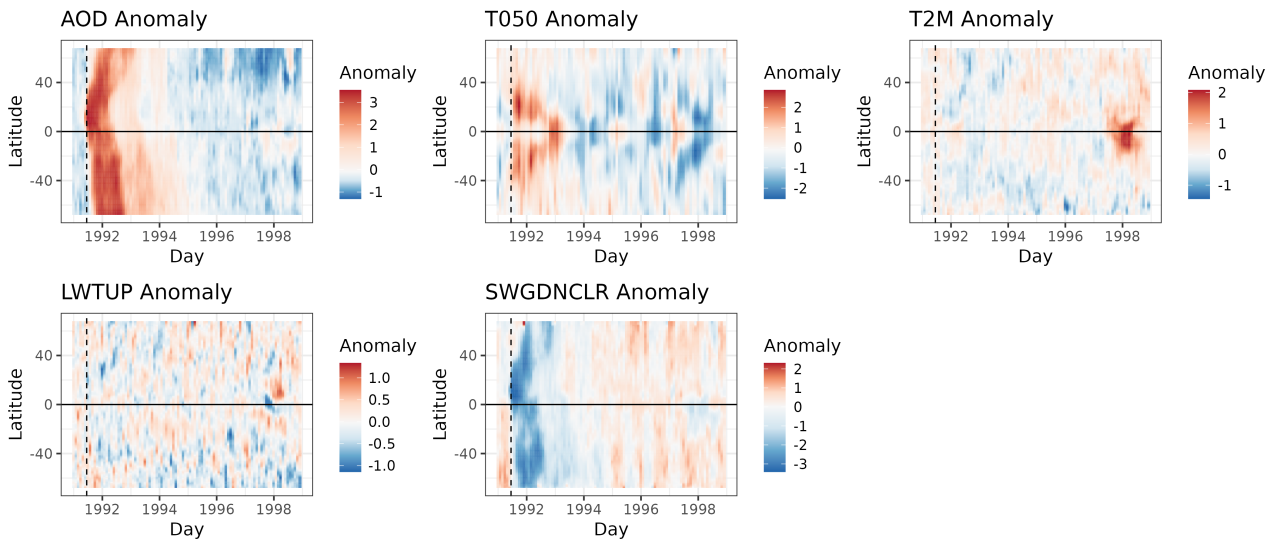 AOD Anomaly
Latitude
40
0
-40
1992 1994 1996 1998
Day
Anomaly
3
2
1
0
-1
T050 Anomaly
Latitude
40
0
-40
1992 1994 1996 1998
Day
Anomaly
2
1
0
-1
-2
T2M Anomaly
Latitude
40
0
-40
1992 1994 1996 1998
Day
Anomaly
2
1
0
-1
LWTUP Anomaly
Latitude
40
0
-40
1992 1994 1996 1998
Day
Anomaly
1.0
0.5
0.0
-0.5
-1.0
SWGDNCLR Anomaly
Latitude
40
0
-40
1992 1994 1996 1998
Day
Anomaly
2
1
0
-1
-2
-3